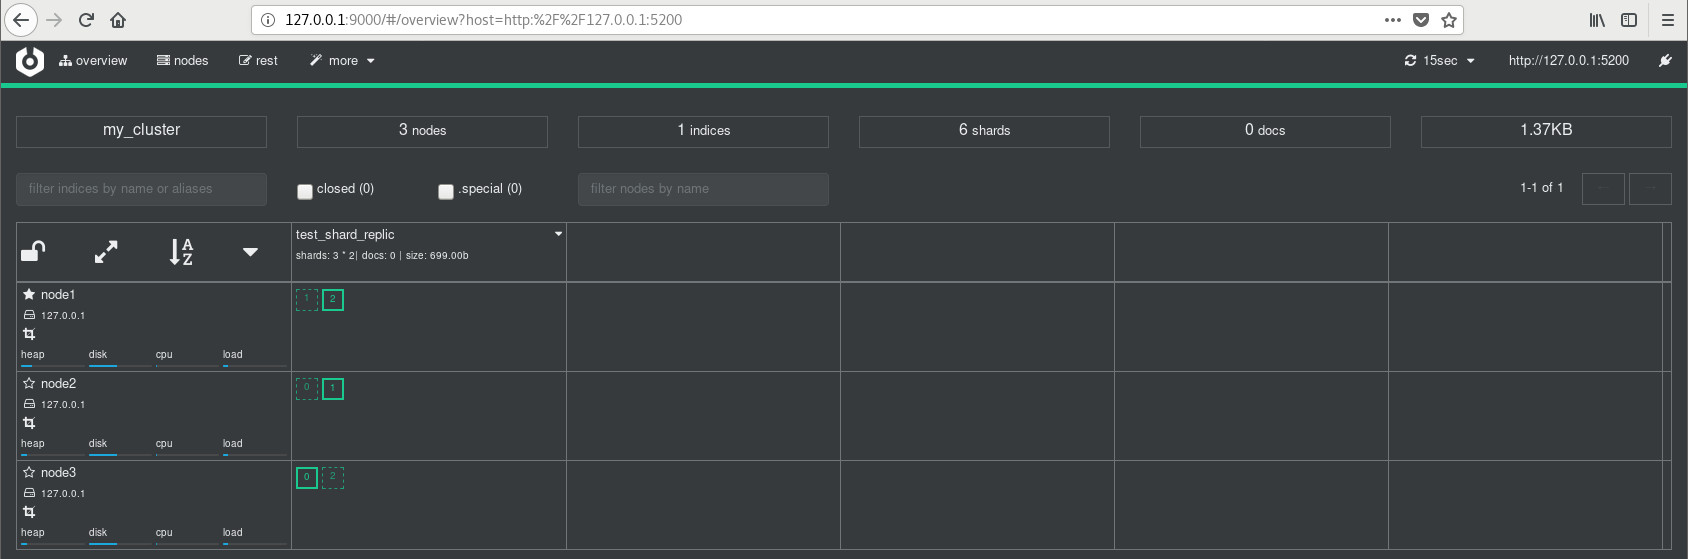 127.0.0.1:9000/#/overview?host=http:%2F%2F127.0.0.1:5200
overview nodes rest more 15sec http://127.0.0.1:5200
my_cluster 3 nodes 1 indices 6 shards 0 docs 1.37KB
filter indices by name or aliases closed (0) .special (0) filter nodes by name 1-1 of 1
A Z
test_shard_replic
shards: 3 * 2| docs: 0 | size: 699.00b
node1 1 2
127.0.0.1
heap disk cpu load
node2 0 1
127.0.0.1
heap disk cpu load
node3 0 2
127.0.0.1
heap disk cpu load